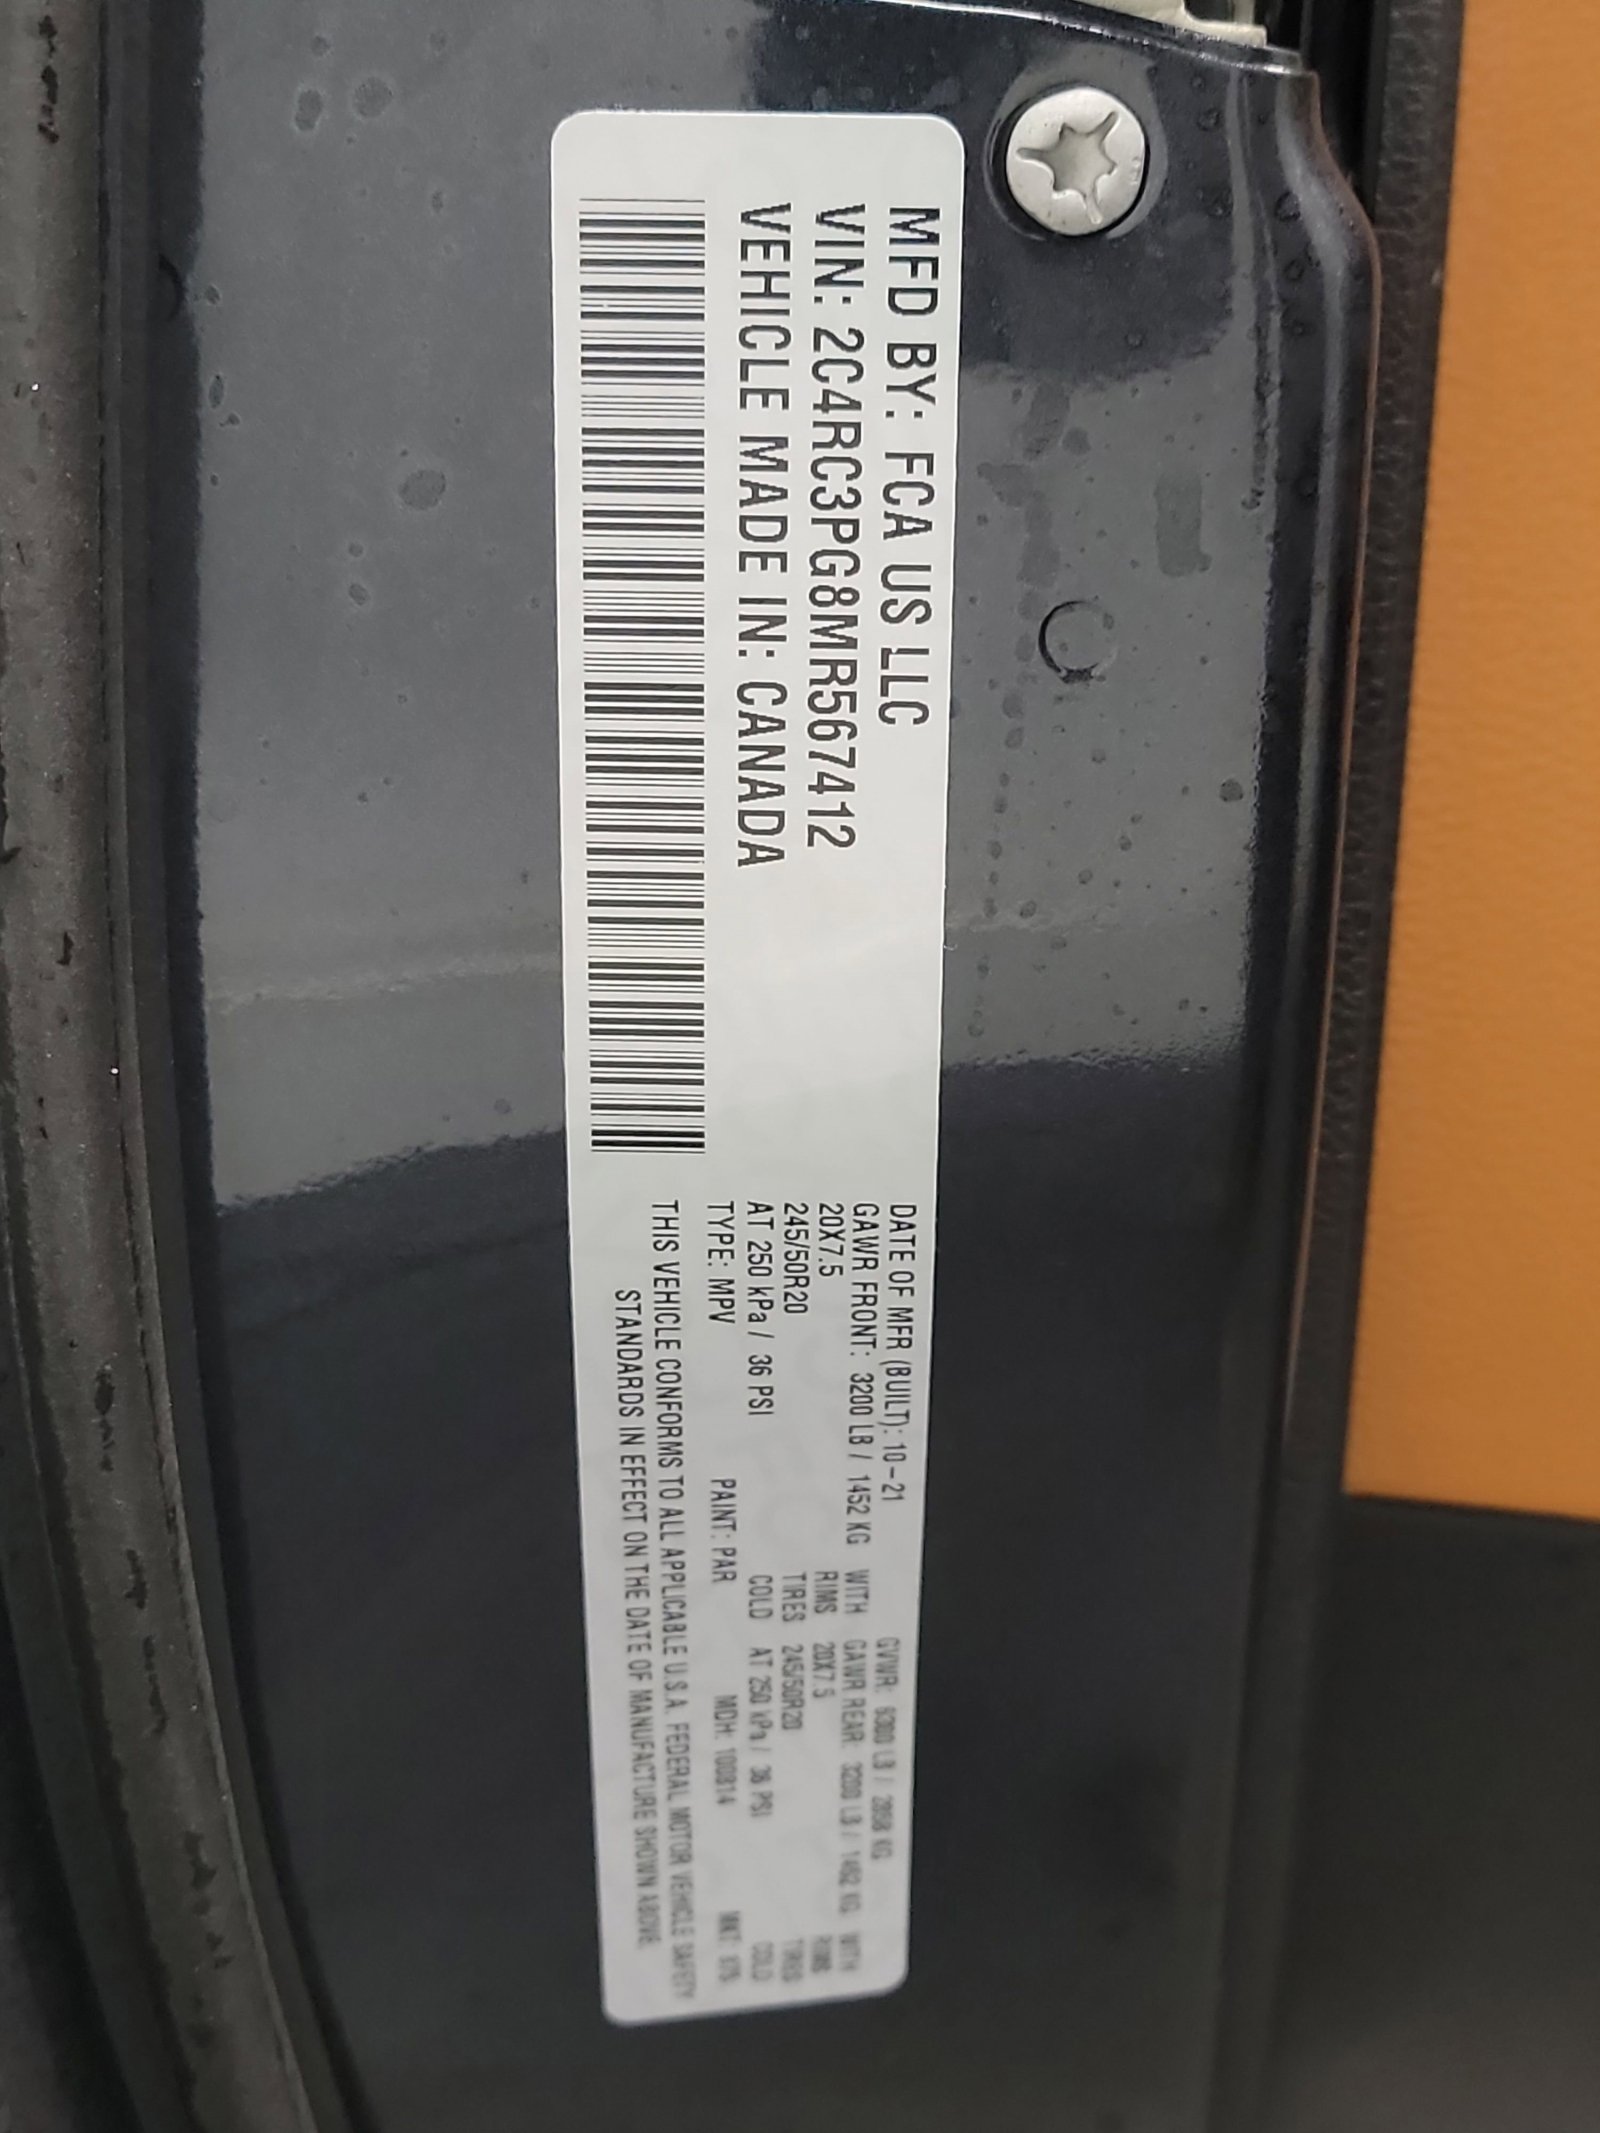 MFD BY: FCA US LLC
VIN: 2C4RC3PG8MR567412
VEHICLE MADE IN: CANADA
DATE OF MFR (BUILT): 10-21 GVWR: 6300 LB / 2858 KG
GAWR FRONT: 3200 LB / 1452 KG WITH GAWR REAR: 3200 LB / 1452 KG WITH
20X7.5 RIMS 20X7.5 RIMS
245/50R20 TIRES 245/50R20 TIRES
AT 250 kPa / 36 PSI COLD AT 250 kPa / 36 PSI COLD
TYPE: MPV PAINT: PAR MDH: 100814 MKT:
THIS VEHICLE CONFORMS TO ALL APPLICABLE U.S.A. FEDERAL MOTOR VEHICLE SAFETY
STANDARDS IN EFFECT ON THE DATE OF MANUFACTURE SHOWN ABOVE.